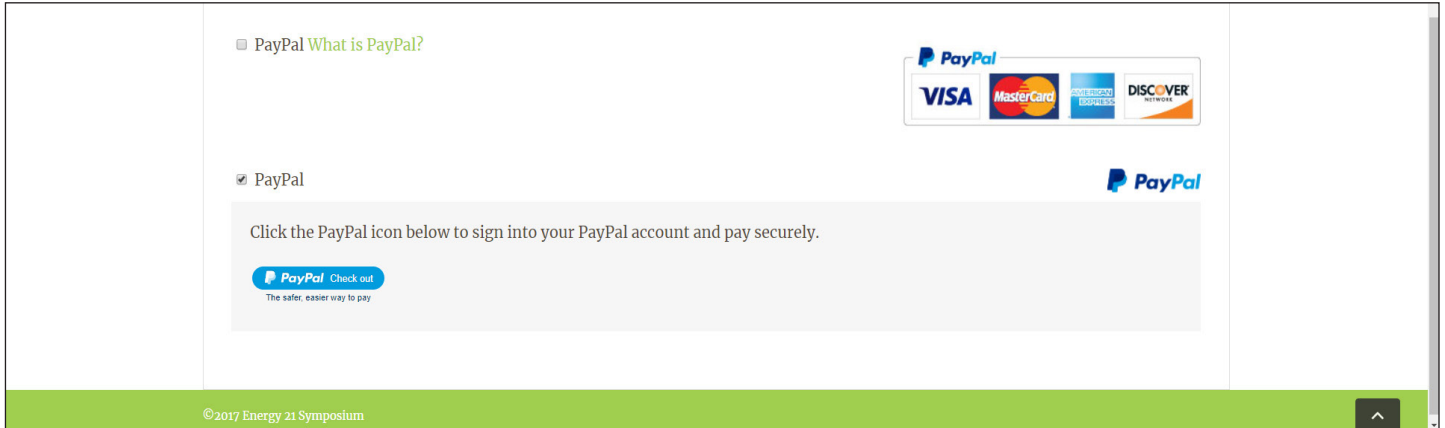 PayPal What is PayPal?
PayPal
VISA MasterCard AMERICAN EXPRESS DISCOVER NETWORK
PayPal
PayPal
Click the PayPal icon below to sign into your PayPal account and pay securely.
PayPal Check out
The safer, easier way to pay
©2017 Energy 21 Symposium